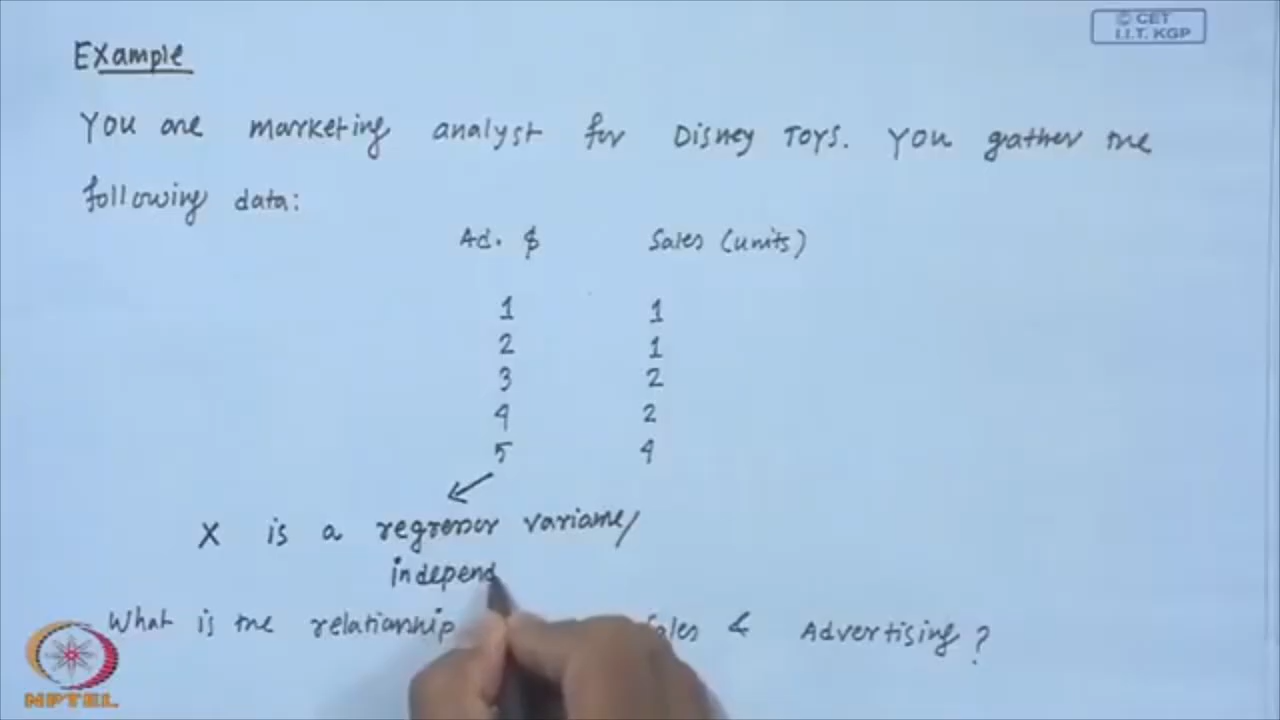 © CET
I.I.T. KGP
Example
You are marketing analyst for Disney Toys. You gather the
following data:
Ad. $ Sales (units)
1 1
2 1
3 2
4 2
5 4
X is a regressor variable/
independ
What is the relationship Sales & Advertising?
NPTEL